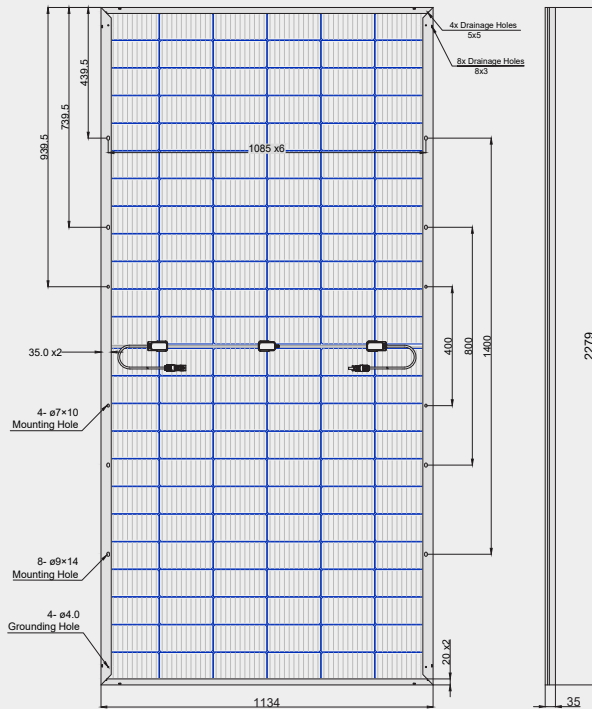 4x Drainage Holes
5x5
8x Drainage Holes
8x3
439.5
739.5
939.5
1085 x6
35.0 x2
400
800
1400
2279
4- ø7×10
Mounting Hole
8- ø9×14
Mounting Hole
4- ø4.0
Grounding Hole
20 x2
1134
35